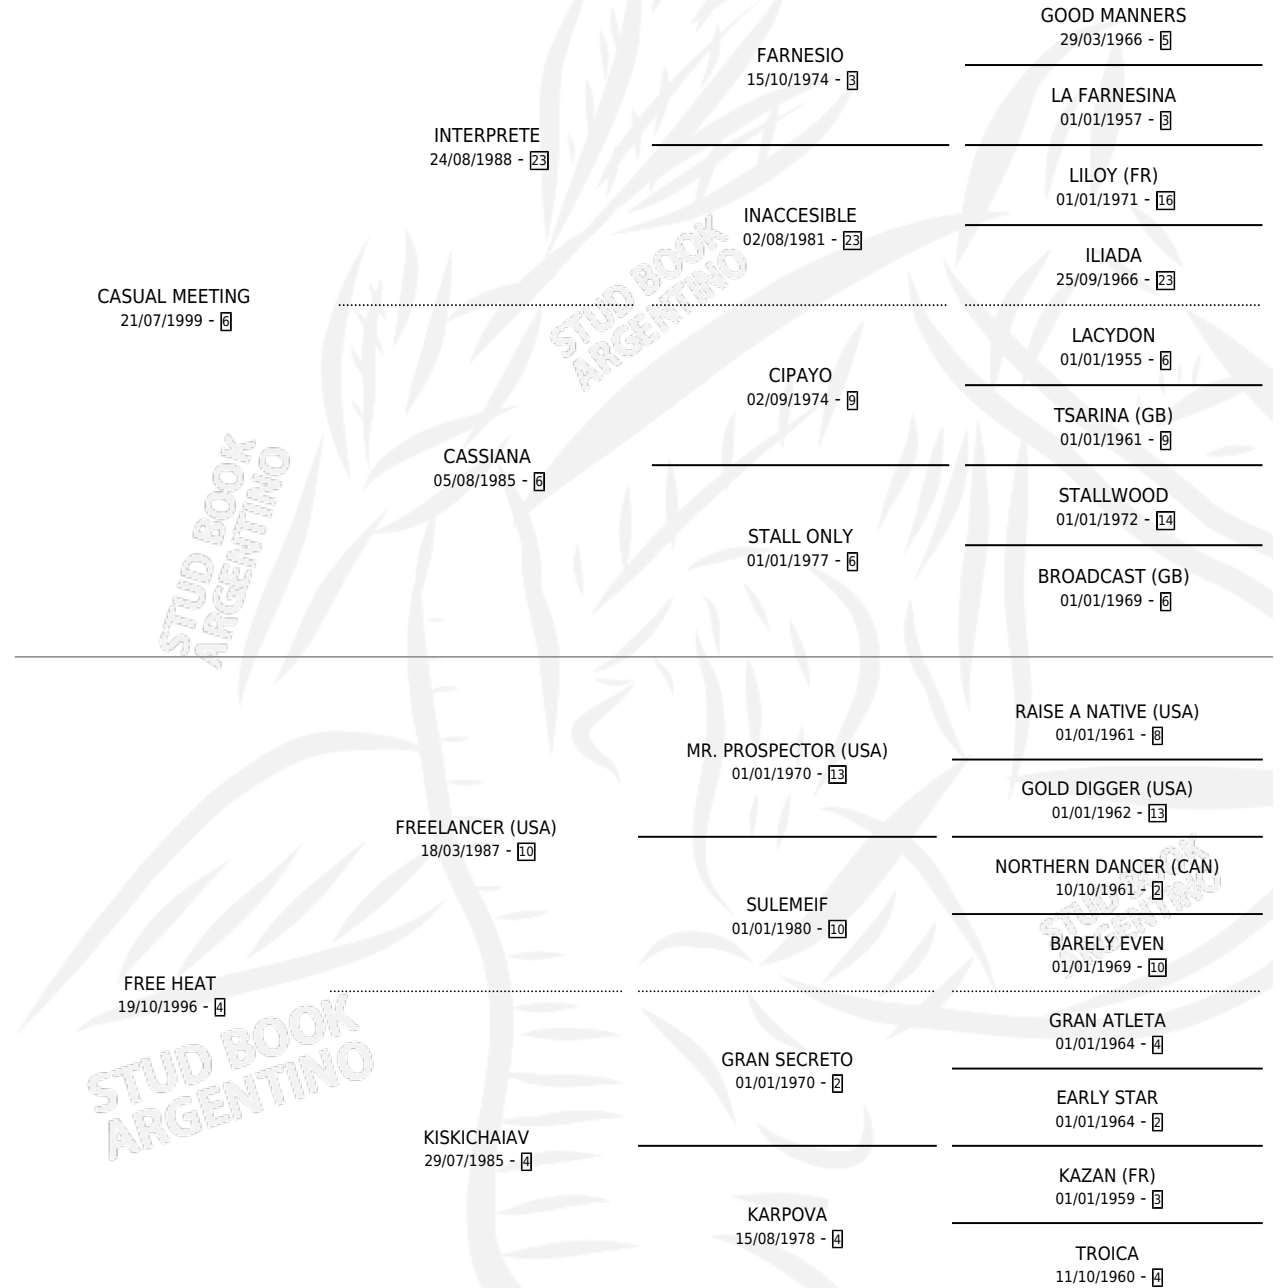 GOOD MANNERS
29/03/1966 - 5
FARNESIO
15/10/1974 - 3
LA FARNESINA
01/01/1957 - 3
INTERPRETE
24/08/1988 - 23
LILOY (FR)
01/01/1971 - 16
INACCESIBLE
02/08/1981 - 23
ILIADA
25/09/1966 - 23
CASUAL MEETING
21/07/1999 - 6
LACYDON
01/01/1955 - 6
CIPAYO
02/09/1974 - 9
TSARINA (GB)
01/01/1961 - 9
CASSIANA
05/08/1985 - 6
STALLWOOD
01/01/1972 - 14
STALL ONLY
01/01/1977 - 6
BROADCAST (GB)
01/01/1969 - 6
RAISE A NATIVE (USA)
01/01/1961 - 8
MR. PROSPECTOR (USA)
01/01/1970 - 13
GOLD DIGGER (USA)
01/01/1962 - 13
FREELANCER (USA)
18/03/1987 - 10
NORTHERN DANCER (CAN)
10/10/1961 - 2
SULEMEIF
01/01/1980 - 10
BARELY EVEN
01/01/1969 - 10
FREE HEAT
19/10/1996 - 4
GRAN ATLETA
01/01/1964 - 4
GRAN SECRETO
01/01/1970 - 2
EARLY STAR
01/01/1964 - 2
KISKICHAIAV
29/07/1985 - 4
KAZAN (FR)
01/01/1959 - 3
KARPOVA
15/08/1978 - 4
TROICA
11/10/1960 - 4
STUD BOOK
ARGENTINO
STUD BOOK
ARGENTINO
STUD BOOK
ARGENTINO
STUD BOOK
ARGENTINO